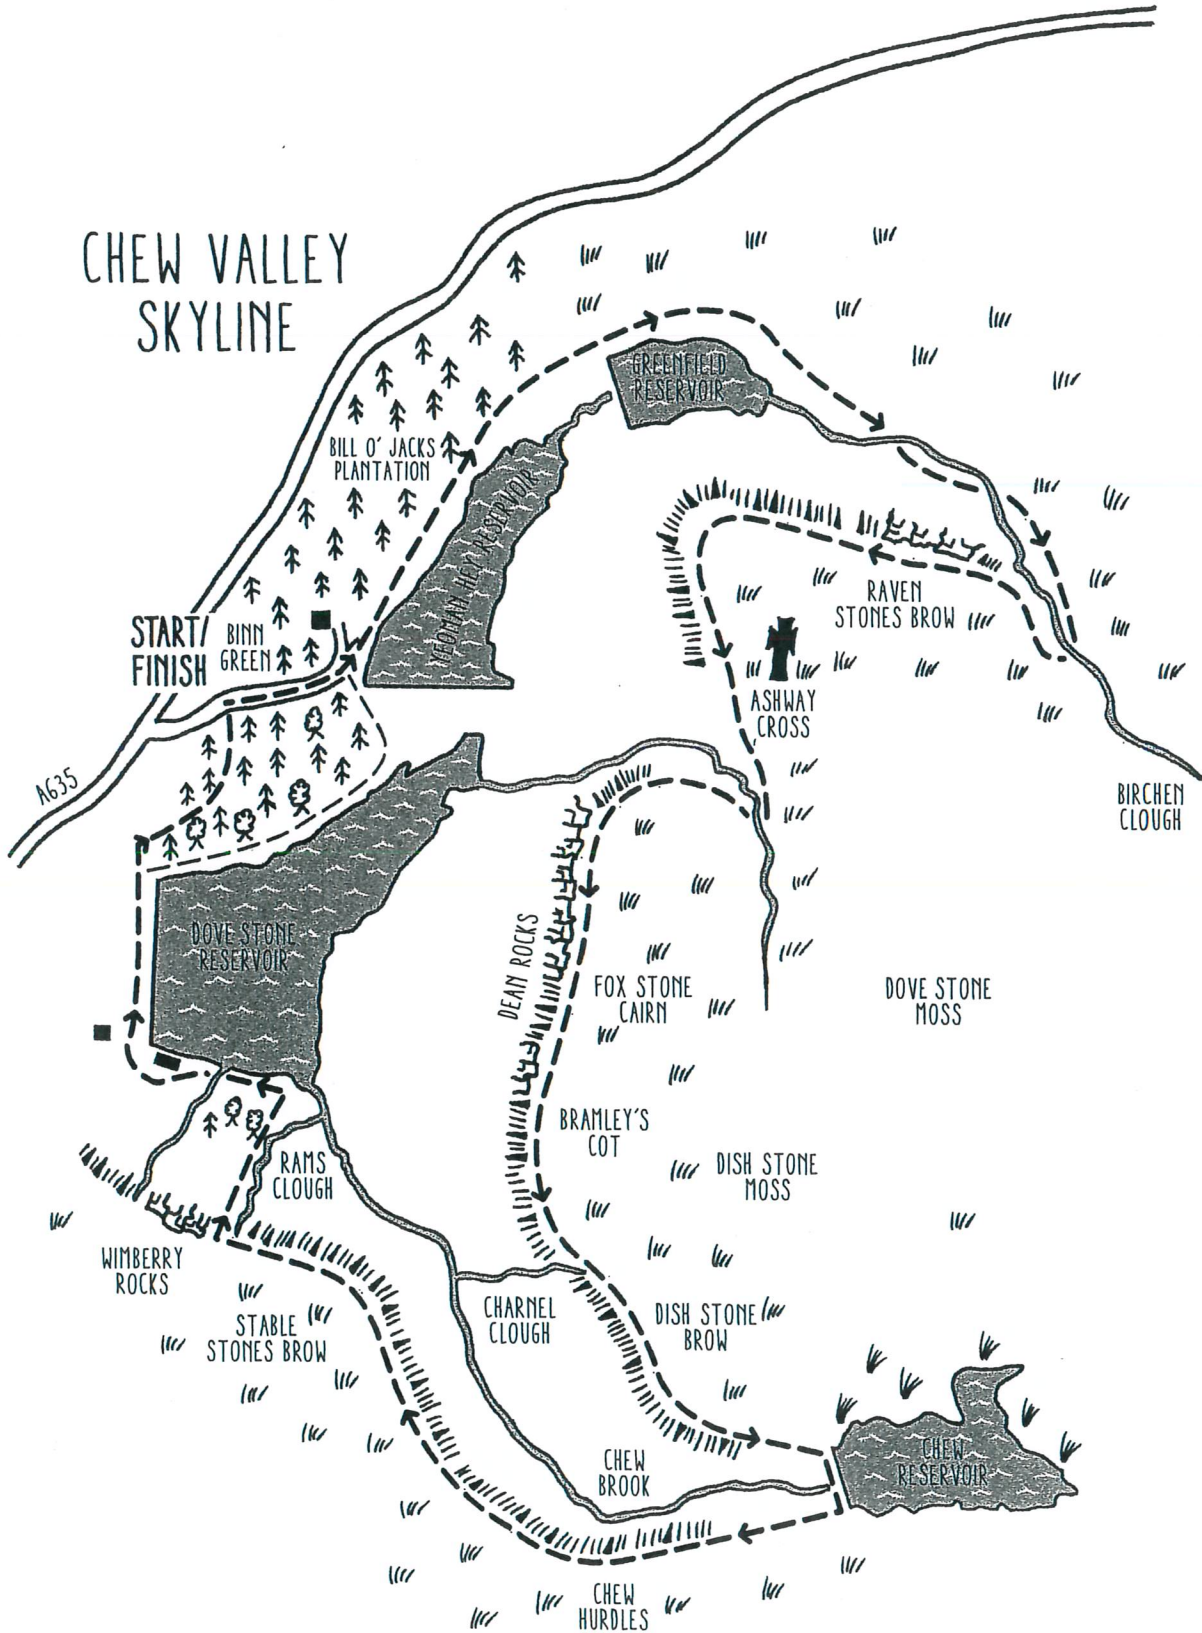 CHEW VALLEY
SKYLINE
GREENFIELD
RESERVOIR
BILL O' JACKS
PLANTATION
YEOMAN HEY RESERVOIR
START/
FINISH
BINN
GREEN
RAVEN
STONES BROW
ASHWAY
CROSS
A635
BIRCHEN
CLOUGH
DOVE STONE
RESERVOIR
DEAN ROCKS
FOX STONE
CAIRN
DOVE STONE
MOSS
BRAMLEY'S
COT
RAMS
CLOUGH
DISH STONE
MOSS
WIMBERRY
ROCKS
STABLE
STONES BROW
CHARNEL
CLOUGH
DISH STONE
BROW
CHEW
BROOK
CHEW
RESERVOIR
CHEW
HURDLES